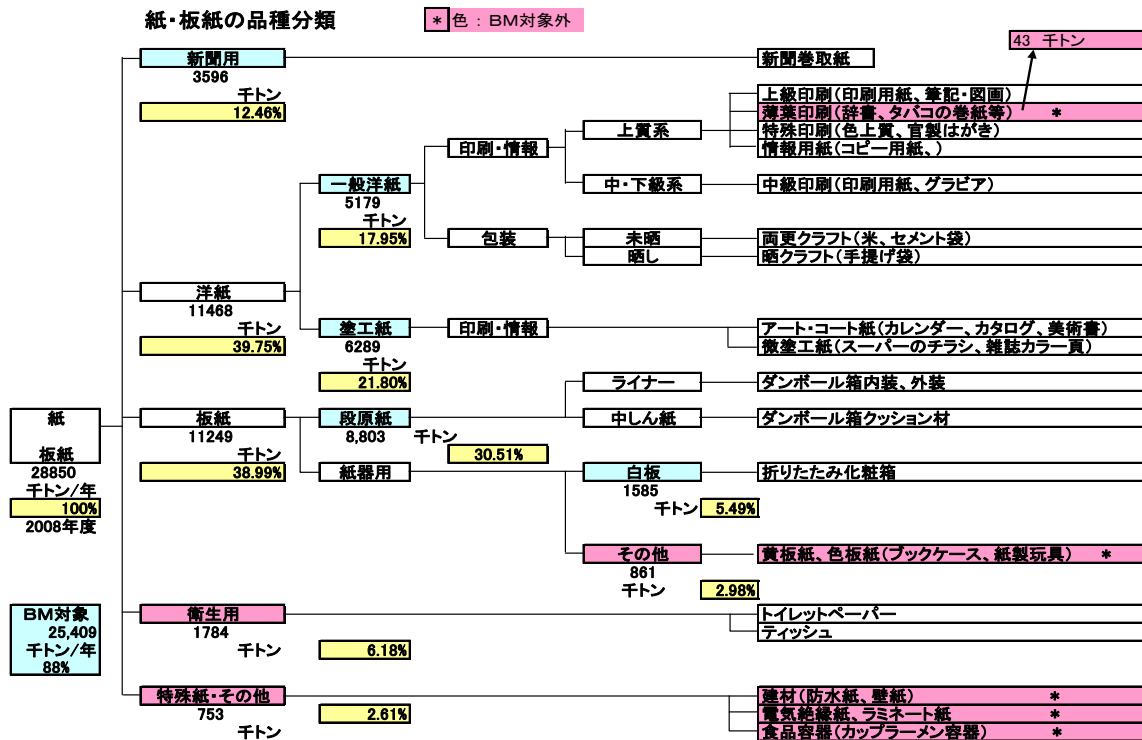 紙・板紙の品種分類
* 色 : BM対象外
43 千トン
新聞用
3596
千トン
12.46%
新聞巻取紙
上級印刷(印刷用紙、筆記・図画)
薄葉印刷(辞書、タバコの巻紙等) *
特殊印刷(色上質、官製はがき)
情報用紙(コピー用紙、)
上質系
印刷・情報
一般洋紙
5179
千トン
17.95%
中・下級系
中級印刷(印刷用紙、グラビア)
包装
未晒
両更クラフト(米、セメント袋)
晒し
晒クラフト(手提げ袋)
洋紙
11468
千トン
39.75%
塗工紙
6289
千トン
21.80%
印刷・情報
アート・コート紙(カレンダー、カタログ、美術書)
微塗工紙(スーパーのチラシ、雑誌カラー頁)
ライナー
ダンボール箱内装、外装
紙
板紙
28850
千トン/年
100%
2008年度
板紙
11249
千トン
38.99%
段原紙
8,803
千トン
30.51%
中しん紙
ダンボール箱クッション材
紙器用
白板
1585
千トン
5.49%
折りたたみ化粧箱
その他
861
千トン
2.98%
黄板紙、色板紙(ブックケース、紙製玩具) *
BM対象
25,409
千トン/年
88%
衛生用
1784
千トン
6.18%
トイレットペーパー
ティッシュ
特殊紙・その他
753
千トン
2.61%
建材(防水紙、壁紙) *
電気絶縁紙、ラミネート紙 *
食品容器(カップラーメン容器) *